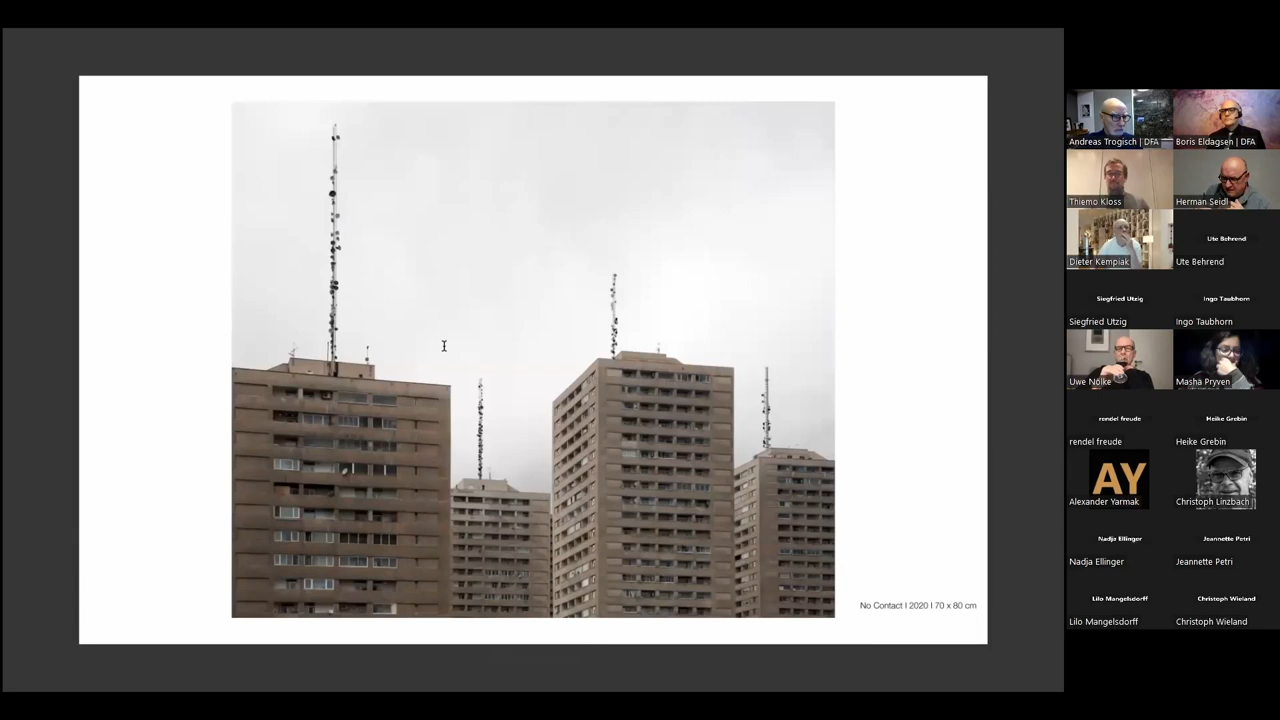 No Contact I 2020 I 70 x 80 cm
Andreas Trogisch | DFA
Boris Eldagsen | DFA
Thiemo Kloss
Herman Seidl
Dieter Kempiak
Ute Behrend
Ute Behrend
Siegfried Utzig
Ingo Taubhorn
Siegfried Utzig
Ingo Taubhorn
Uwe Nölke
Masha Pryven
rendel freude
Heike Grebin
rendel freude
Heike Grebin
AY
Alexander Yarmak
Christoph Linzbach
Nadja Ellinger
Jeannette Petri
Nadja Ellinger
Jeannette Petri
Lilo Mangelsdorff
Christoph Wieland
Lilo Mangelsdorff
Christoph Wieland